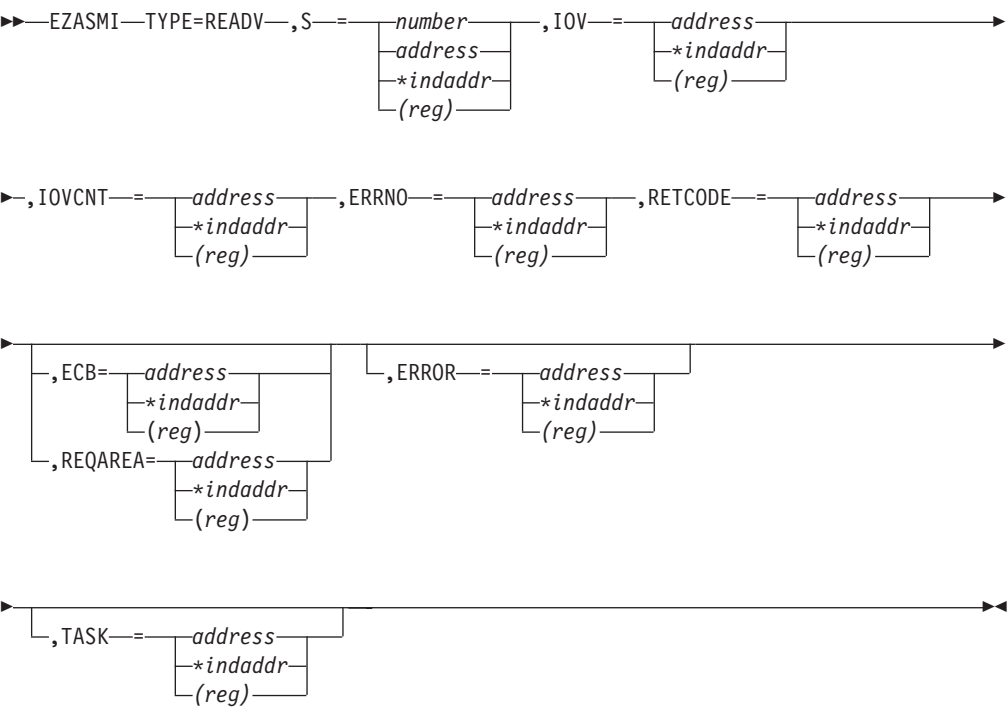 EZASMI TYPE=READV ,S = number ,IOV = address
address *indaddr
*indaddr (reg)
(reg)
,IOVCNT = address ,ERRNO = address ,RETCODE = address
*indaddr *indaddr *indaddr
(reg) (reg) (reg)
,ECB= address ,ERROR = address
*indaddr *indaddr
(reg) (reg)
,REQAREA= address
*indaddr
(reg)
,TASK = address
*indaddr
(reg)